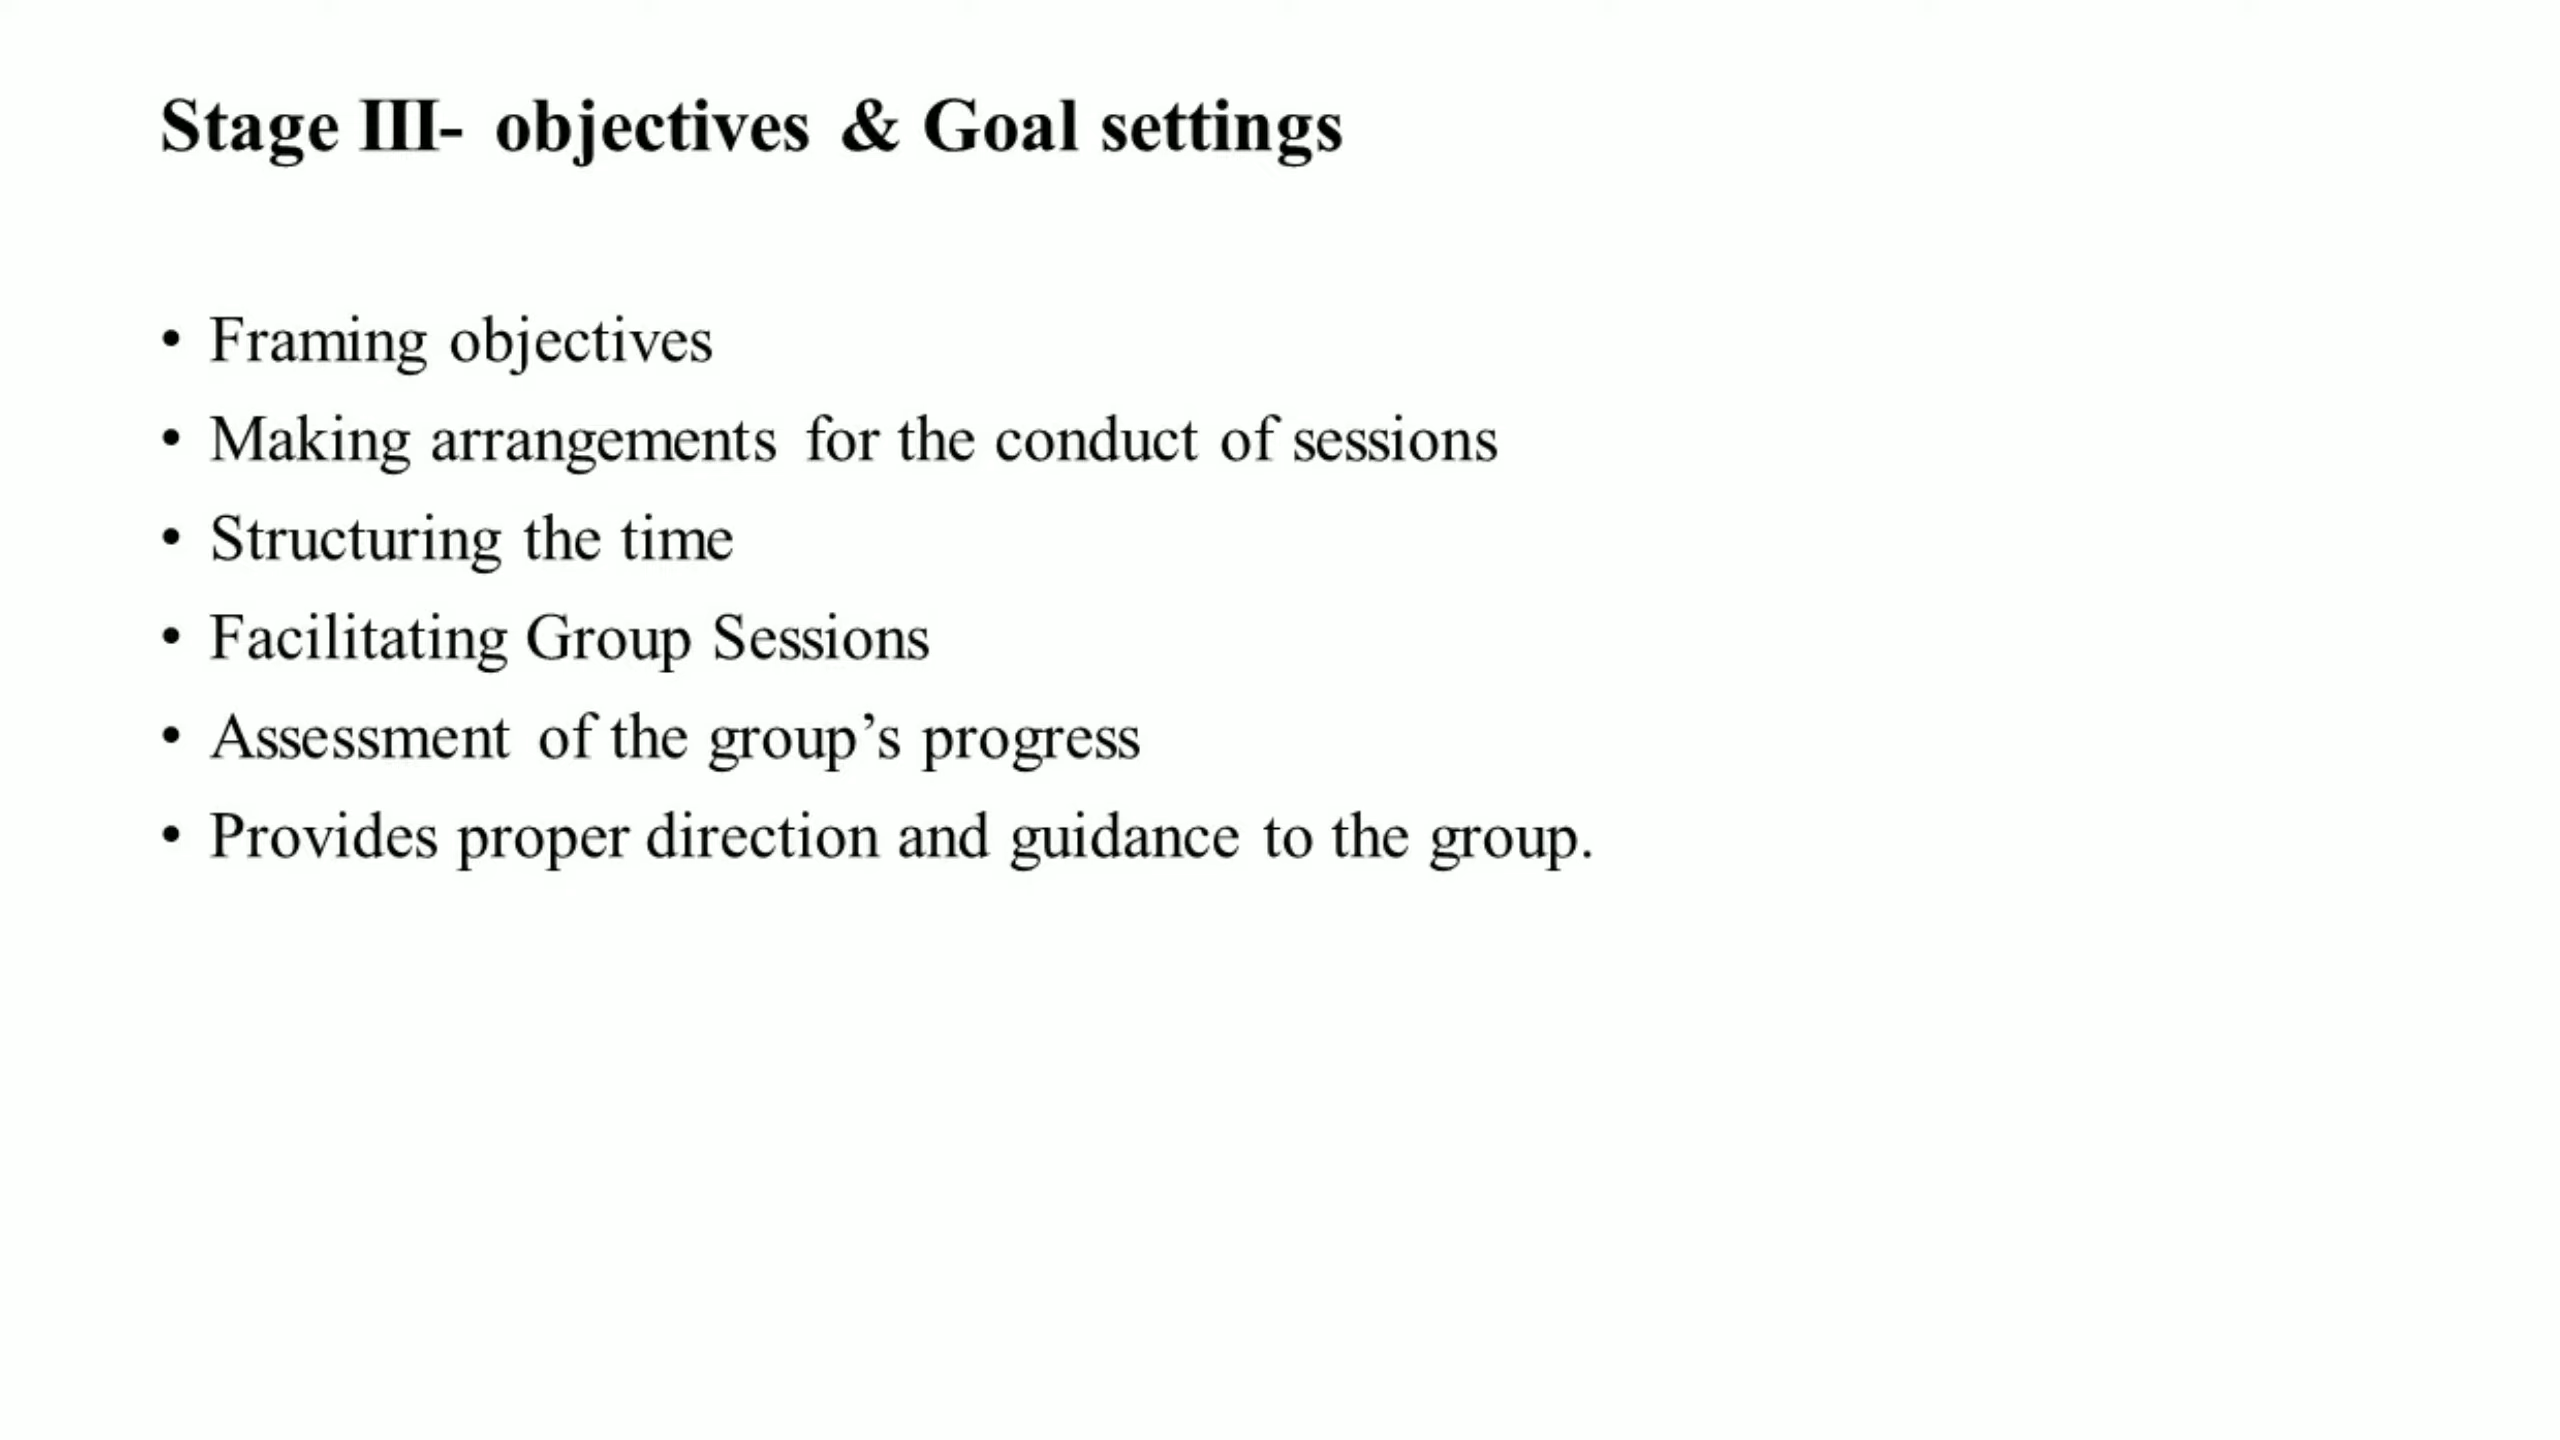 Stage III- objectives & Goal settings
• Framing objectives
• Making arrangements for the conduct of sessions
• Structuring the time
• Facilitating Group Sessions
• Assessment of the group’s progress
• Provides proper direction and guidance to the group.